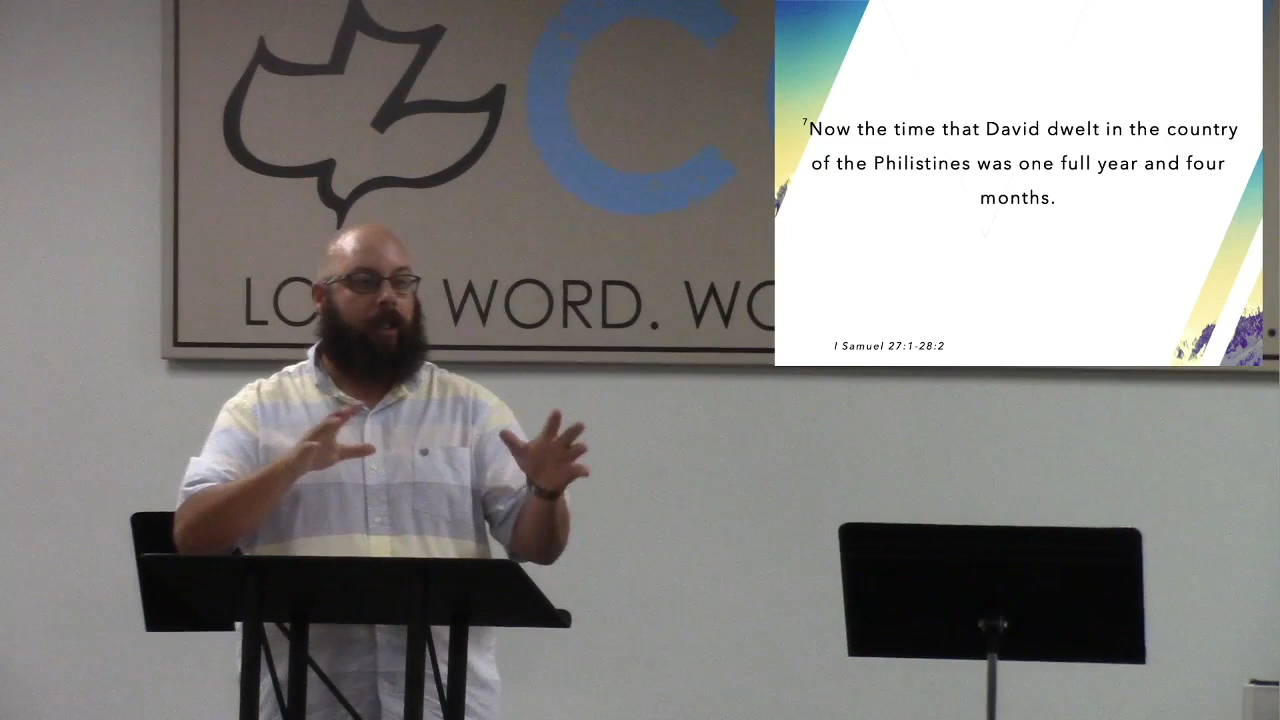 C
LO WORD. WO
7Now the time that David dwelt in the country
of the Philistines was one full year and four
months.
I Samuel 27:1-28:2